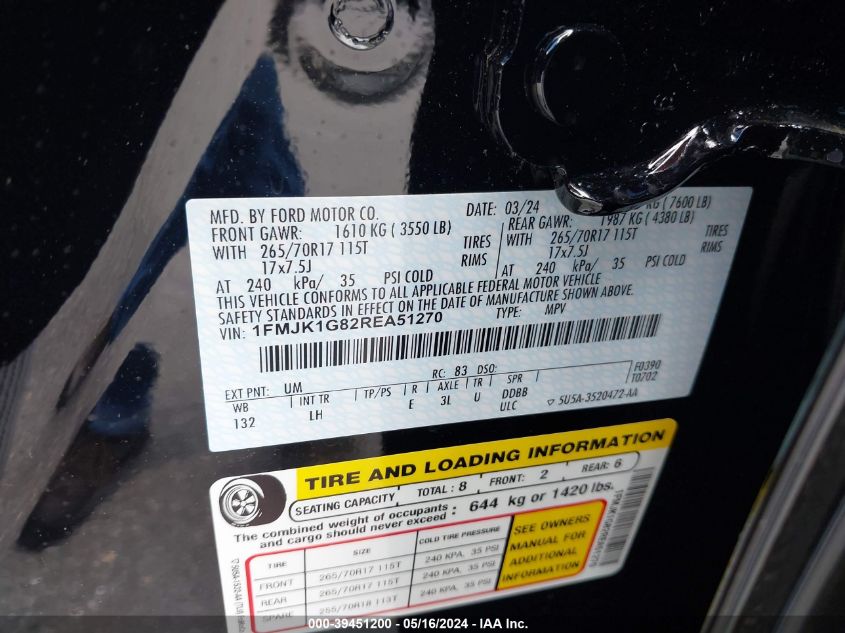 MFD. BY FORD MOTOR CO.
DATE: 03/24
KG ( 7600 LB)
FRONT GAWR: 1610 KG ( 3550 LB)
REAR GAWR: 1987 KG ( 4380 LB)
WITH 265/70R17 115T TIRES
WITH 265/70R17 115T TIRES
17x7.5J RIMS
17x7.5J RIMS
AT 240 kPa/ 35 PSI COLD
AT 240 kPa/ 35 PSI COLD
THIS VEHICLE CONFORMS TO ALL APPLICABLE FEDERAL MOTOR VEHICLE
SAFETY STANDARDS IN EFFECT ON THE DATE OF MANUFACTURE SHOWN ABOVE.
VIN: 1FMJK1G82REA51270
TYPE: MPV
EXT PNT: UM RC: 83 DSO: F0390
T0702
WB INT TR TP/PS R AXLE TR SPR
132 LH E 3L U DDBB
ULC
5U5A-3520472-AA
TIRE AND LOADING INFORMATION
SEATING CAPACITY TOTAL: 8 FRONT: 2 REAR: 6
The combined weight of occupants and cargo should never exceed : 644 kg or 1420 lbs.
TIRE SIZE COLD TIRE PRESSURE
FRONT 265/70R17 115T 240 KPA, 35 PSI
REAR 265/70R17 115T 240 KPA, 35 PSI
SPARE 255/70R18 113T 240 KPA, 35 PSI
SEE OWNERS
MANUAL FOR
ADDITIONAL
INFORMATION
000-39451200 - 05/16/2024 - IAA Inc.